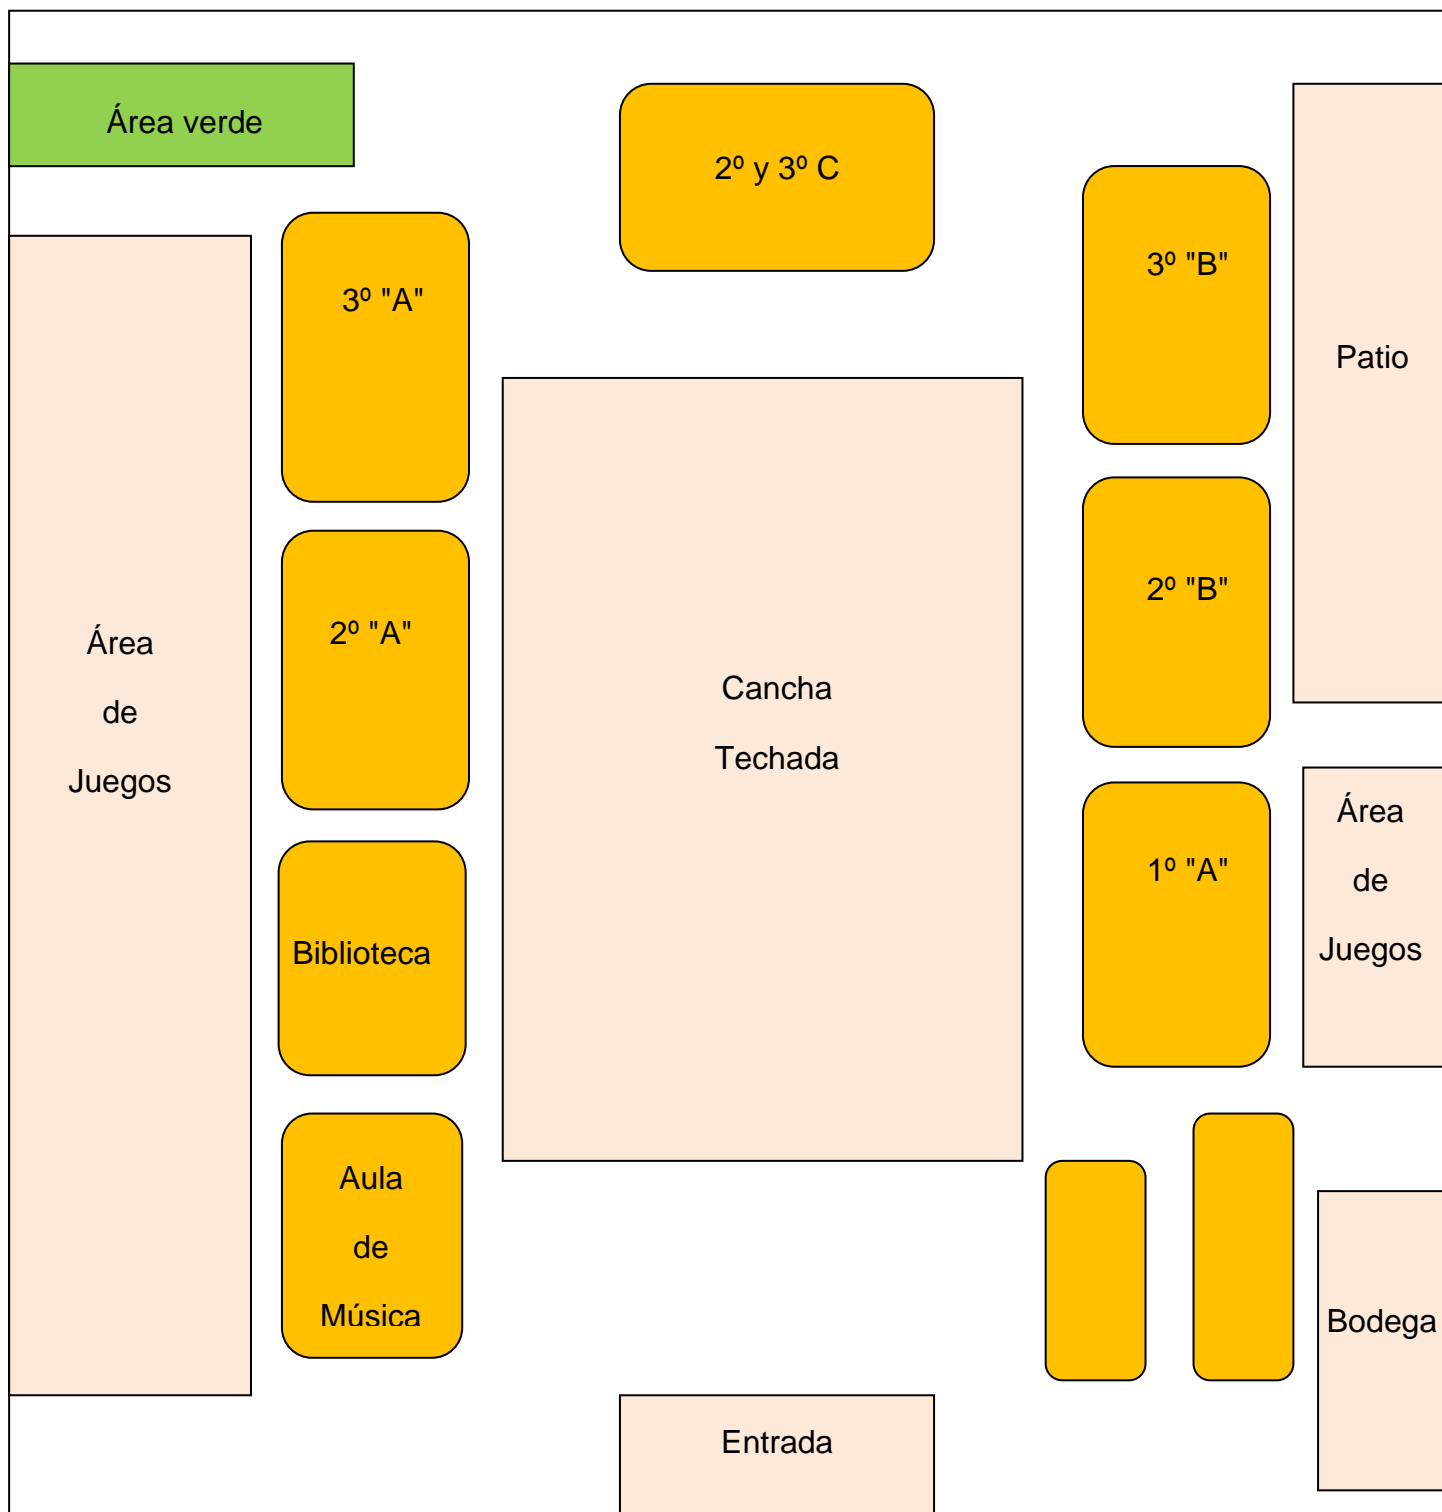 Área verde
2º y 3º C
3º "B"
3º "A"
Patio
2º "B"
2º "A"
Área
de
Juegos
Cancha
Techada
Área
de
Juegos
1º "A"
Biblioteca
Aula
de
Música
Bodega
Entrada